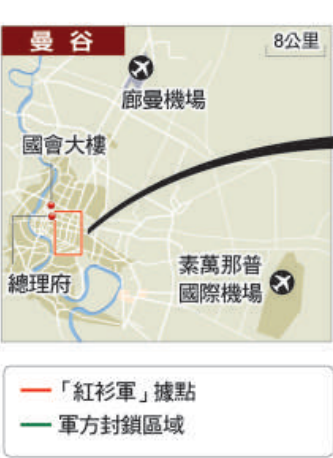 曼谷
8公里
廊曼機場
國會大樓
總理府
素萬那普
國際機場
「紅衫軍」據點
軍方封鎖區域